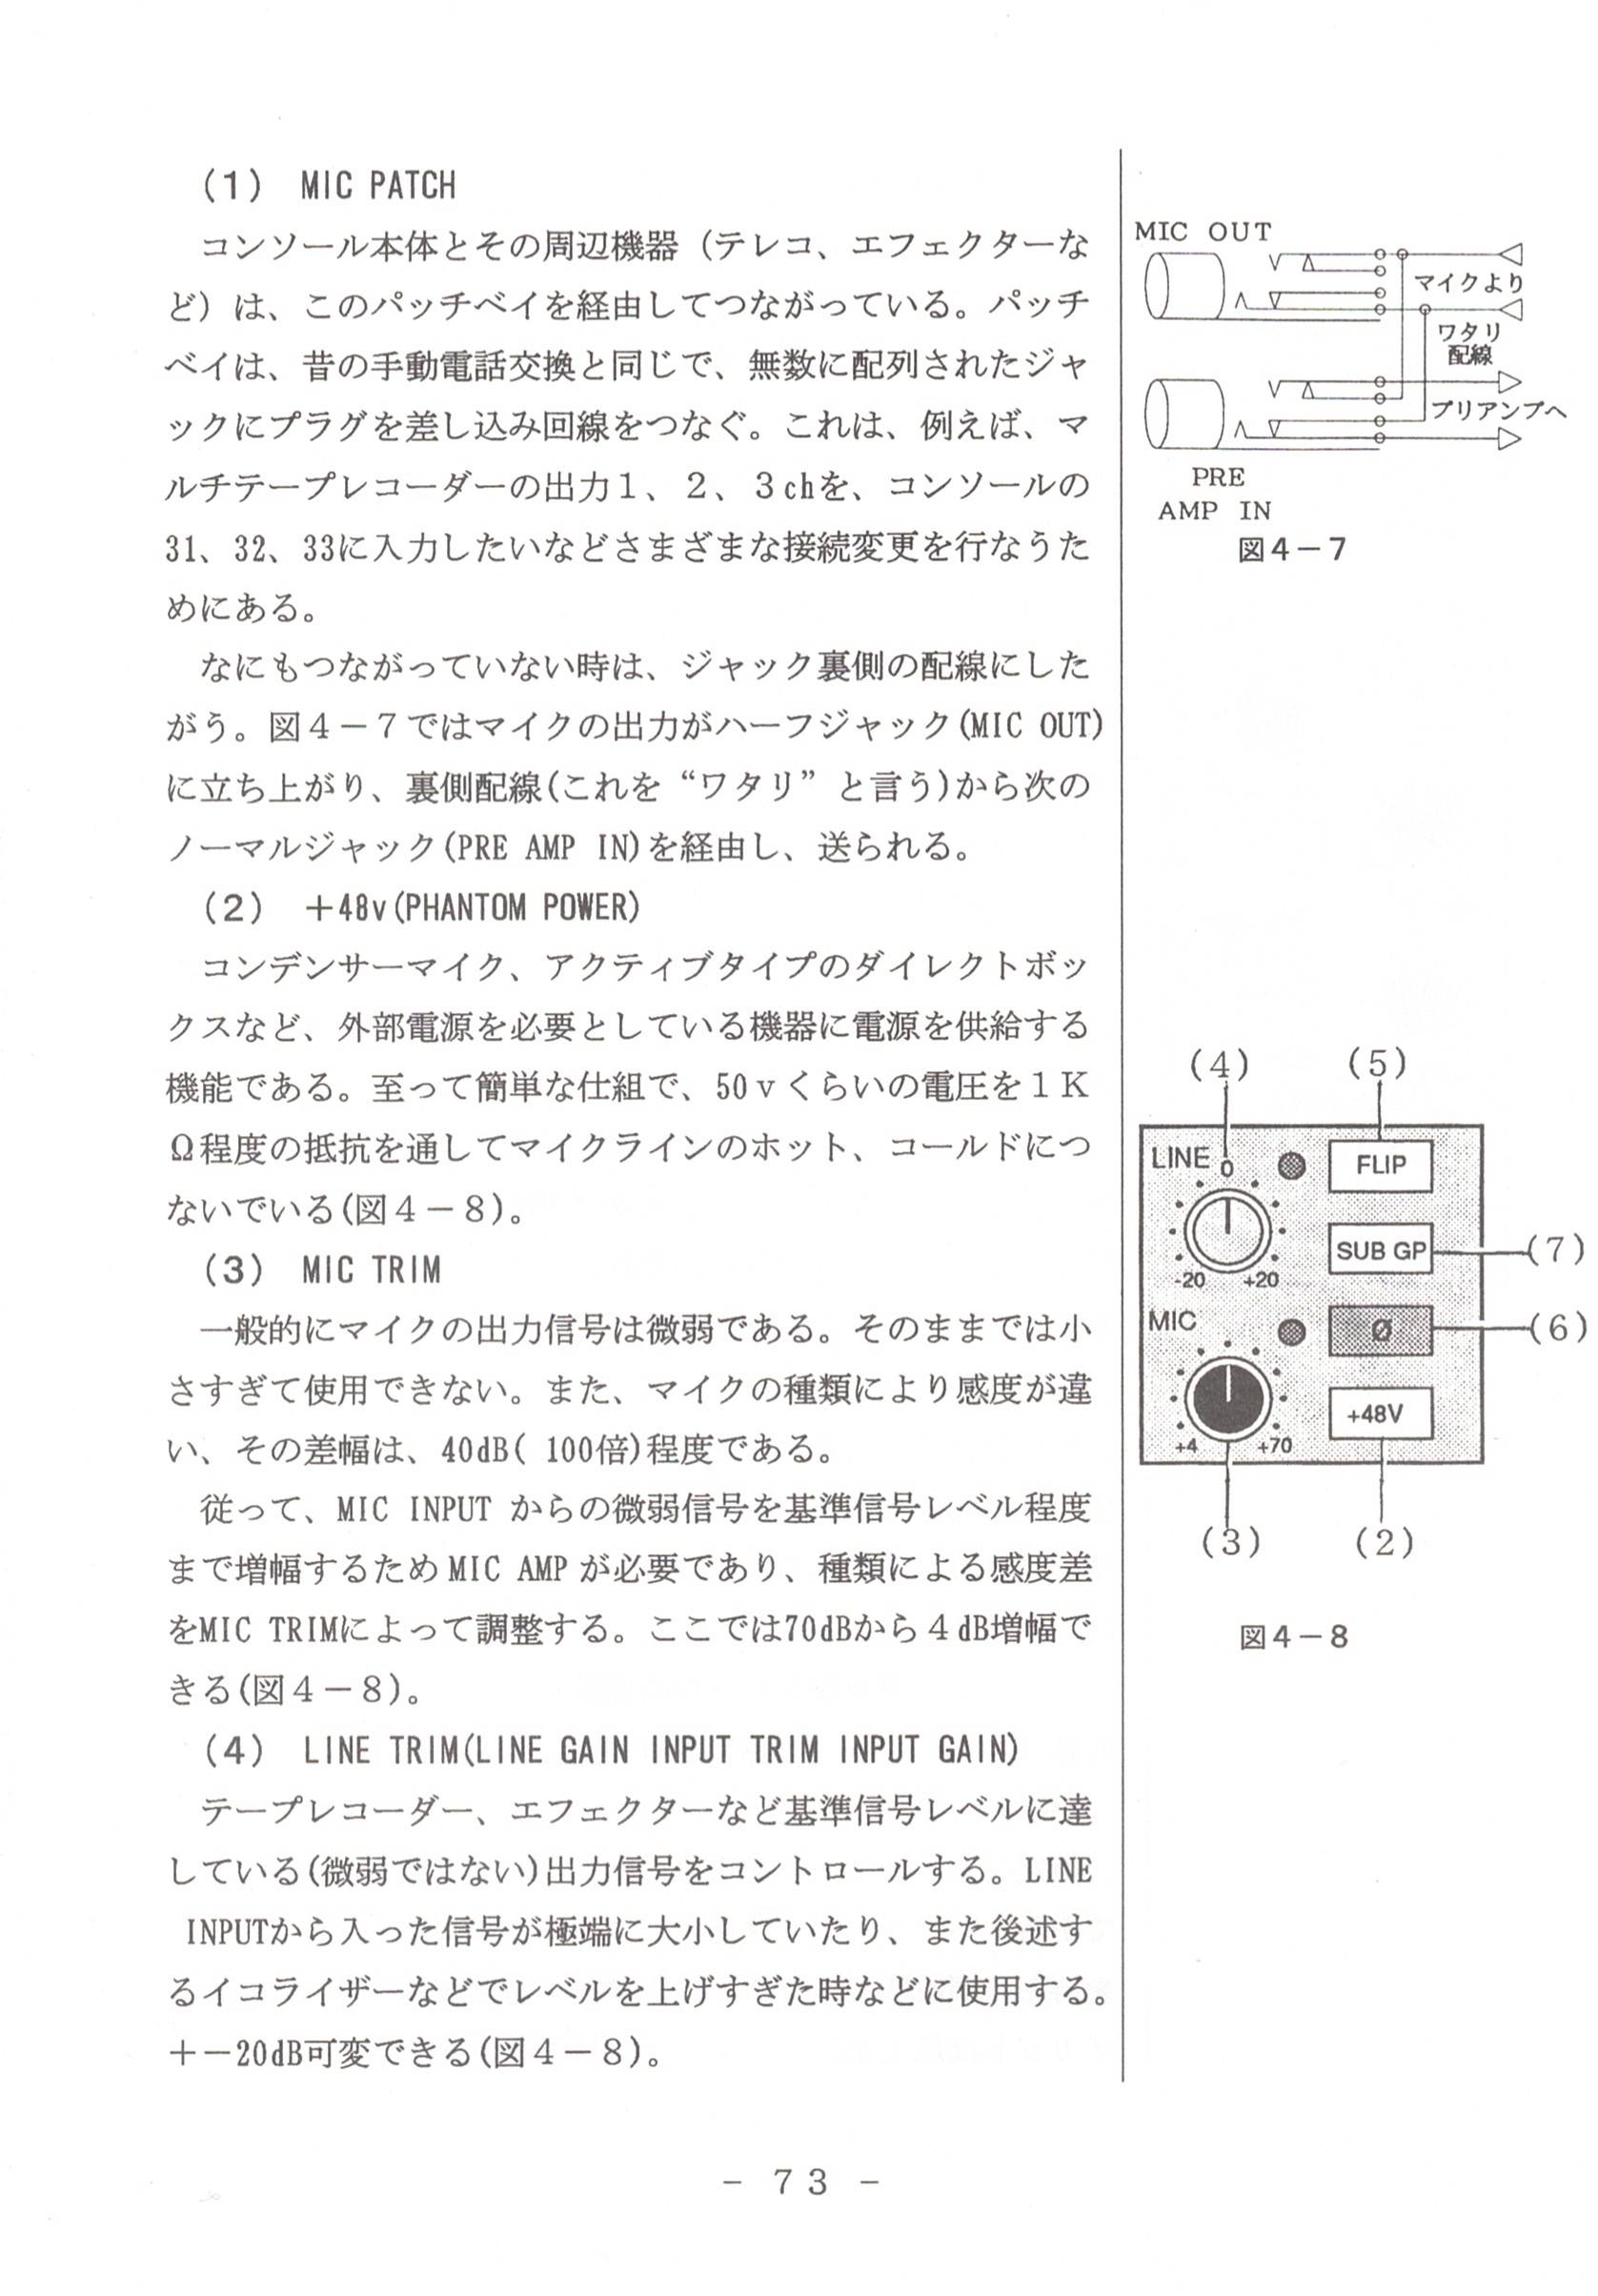 (1) MIC PATCH
コンソール本体とその周辺機器（テレコ、エフェクターな
ど）は、このパッチベイを経由してつながっている。パッチ
ベイは、昔の手動電話交換と同じで、無数に配列されたジャ
ックにプラグを差し込み回線をつなぐ。これは、例えば、マ
ルチテープレコーダーの出力１、２、３chを、コンソールの
31、32、33に入力したいなどさまざまな接続変更を行なうた
めにある。
なにもつながっていない時は、ジャック裏側の配線にした
がう。図４－７ではマイクの出力がハーフジャック(MIC OUT)
に立ち上がり、裏側配線(これを“ワタリ”と言う)から次の
ノーマルジャック(PRE AMP IN)を経由し、送られる。
(2) ＋48v(PHANTOM POWER)
コンデンサーマイク、アクティブタイプのダイレクトボッ
クスなど、外部電源を必要としている機器に電源を供給する
機能である。至って簡単な仕組で、50ｖくらいの電圧を１Ｋ
Ω程度の抵抗を通してマイクラインのホット、コールドにつ
ないでいる(図４－８)。
(3) MIC TRIM
一般的にマイクの出力信号は微弱である。そのままでは小
さすぎて使用できない。また、マイクの種類により感度が違
い、その差幅は、40dB( 100倍)程度である。
従って、MIC INPUT からの微弱信号を基準信号レベル程度
まで増幅するため MIC AMP が必要であり、種類による感度差
をMIC TRIMによって調整する。ここでは70dBから４dB増幅で
きる(図４－８)。
(4) LINE TRIM(LINE GAIN INPUT TRIM INPUT GAIN)
テープレコーダー、エフェクターなど基準信号レベルに達
している(微弱ではない)出力信号をコントロールする。LINE
INPUTから入った信号が極端に大小していたり、また後述す
るイコライザーなどでレベルを上げすぎた時などに使用する。
＋－20dB可変できる(図４－８)。
MIC OUT
マイクより
ワタリ
配線
プリアンプへ
PRE
AMP IN
図４－７
(4) (5)
LINE 0 FLIP
SUB GP (7)
-20 +20
MIC Ø (6)
+48V
+4 +70
(3) (2)
図４－８
－ 73 －